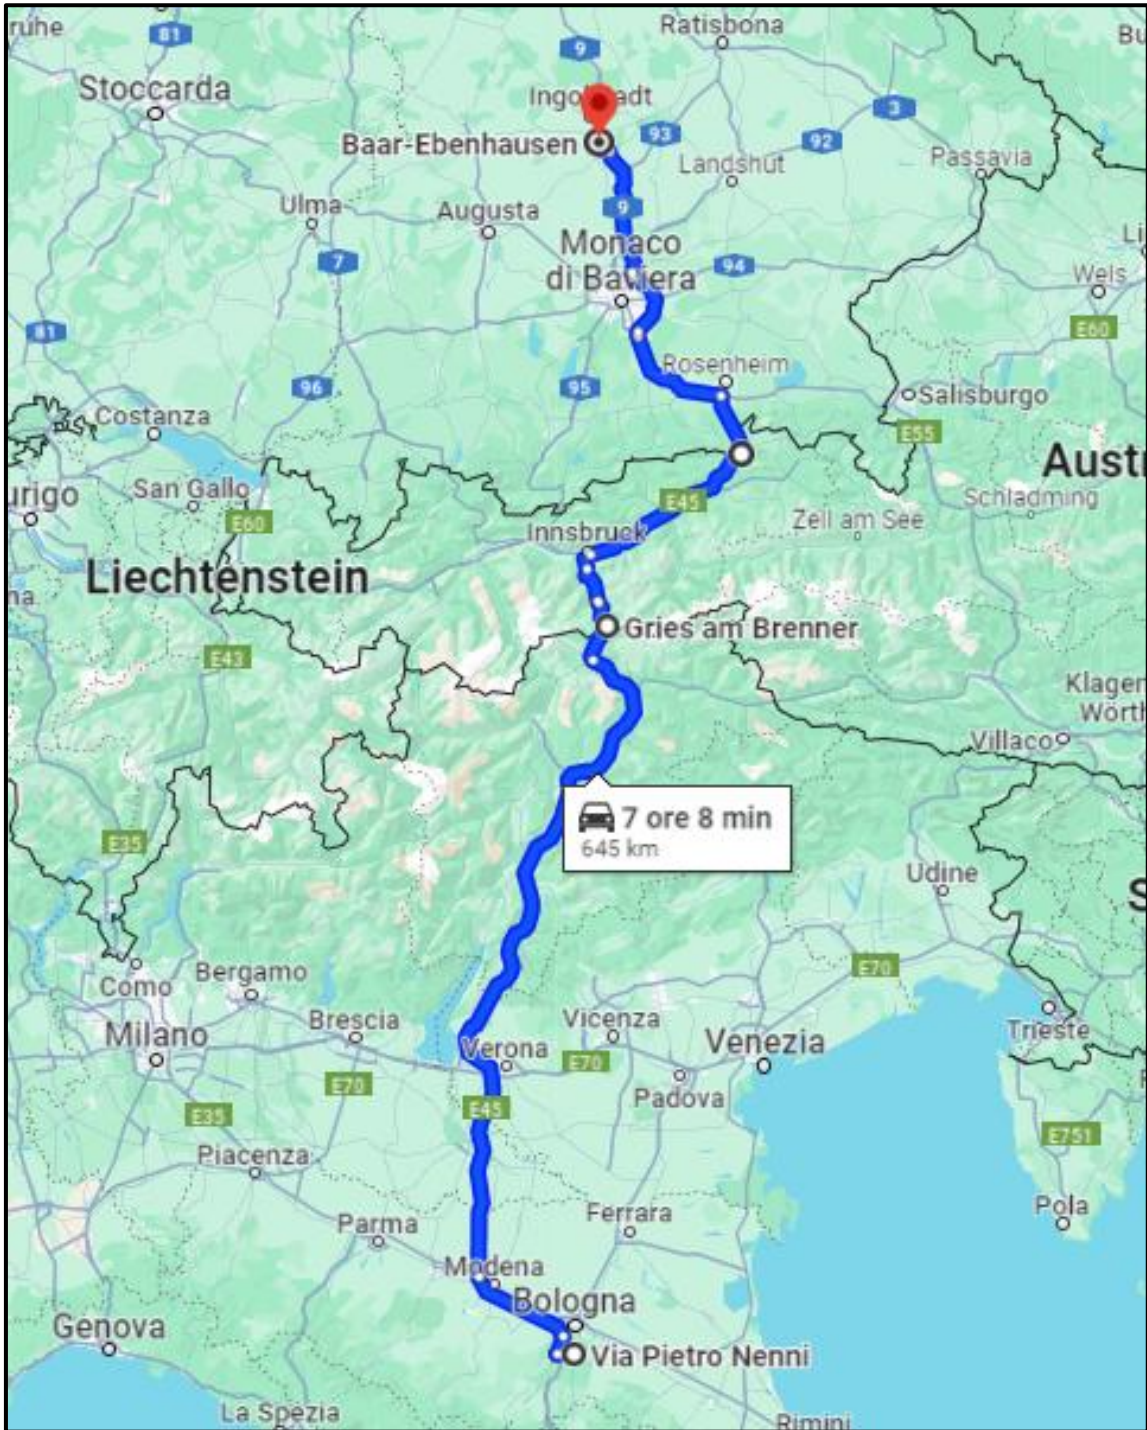 ruhe
81
9
Ratisbona
Bu
Stoccarda
3
Baar-Ebenhausen
93
92
Landshut
Passavia
Ulma
Augusta
9
Monaco
di Baviera
Li
7
94
Wels
81
E60
96
95
Rosenheim
Salisburgo
Costanza
E55
Austr
urigo
San Gallo
E60
E45
Schladming
Innsbruck
Zell am See
Liechtenstein
na.
Gries am Brenner
E43
Klagen
Wörth
Villaco
7 ore 8 min
645 km
E35
Udine
S
Como
Bergamo
E70
Milano
Brescia
Vicenza
Venezia
Trieste
Verona
E70
E70
Padova
E35
E45
E751
Piacenza
Parma
Ferrara
Pola
Modena
Bologna
Genova
Via Pietro Nenni
La Spezia
Rimini